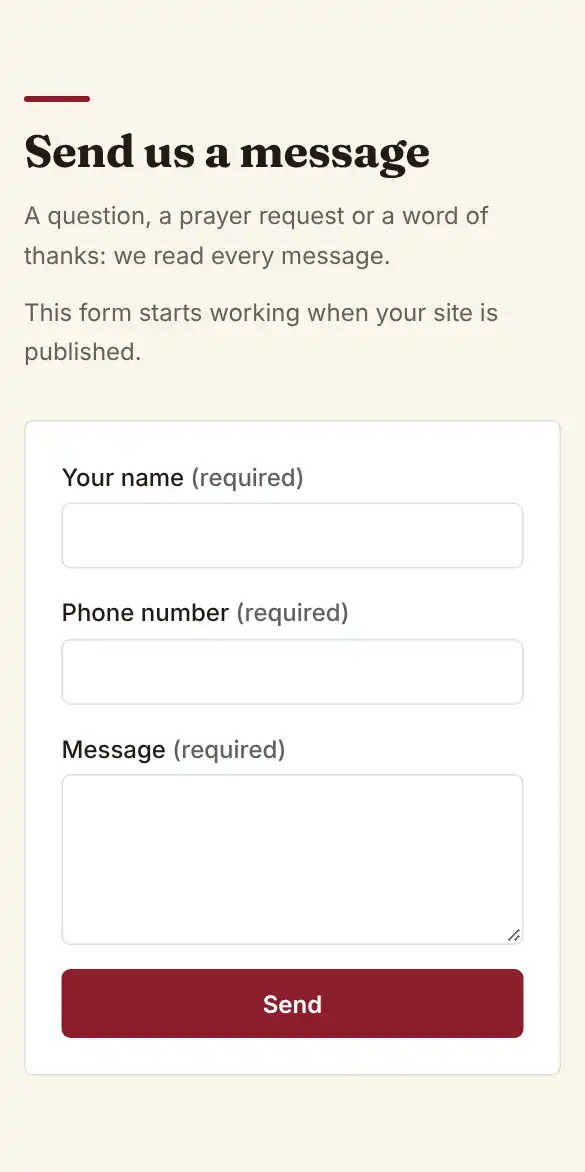 Send us a message
A question, a prayer request or a word of
thanks: we read every message.
This form starts working when your site is
published.
Your name (required)
Phone number (required)
Message (required)
Send